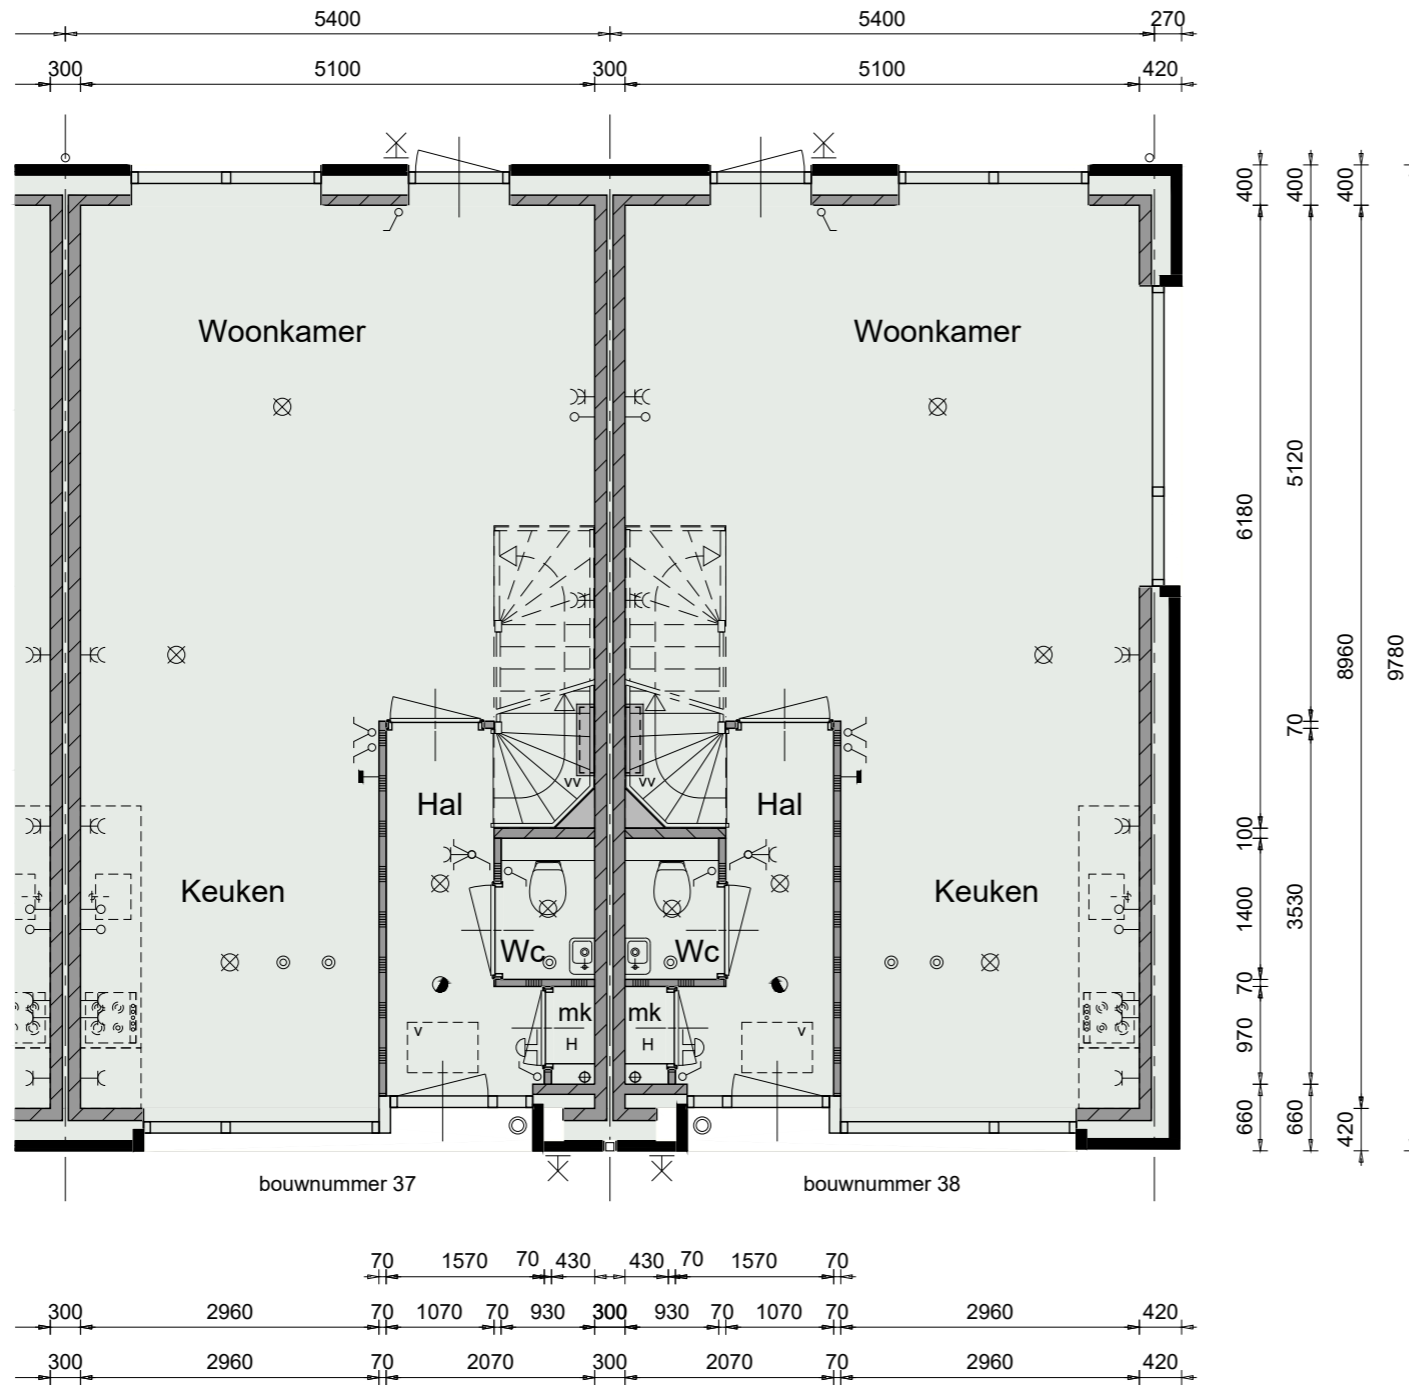 5400 5400 270
300 5100 300 5100 420
400 400 400
Woonkamer Woonkamer
5120
6180
8960 9780
70
vv vv
Hal Hal
100
Keuken Keuken
1400 3530
Wc Wc
70
mk mk
v H H v
970
660 660 420
bouwnummer 37 bouwnummer 38
70 1570 70 430 430 70 1570 70
300 2960 70 1070 70 930 300 930 70 1070 70 2960 420
300 2960 70 2070 300 2070 70 2960 420